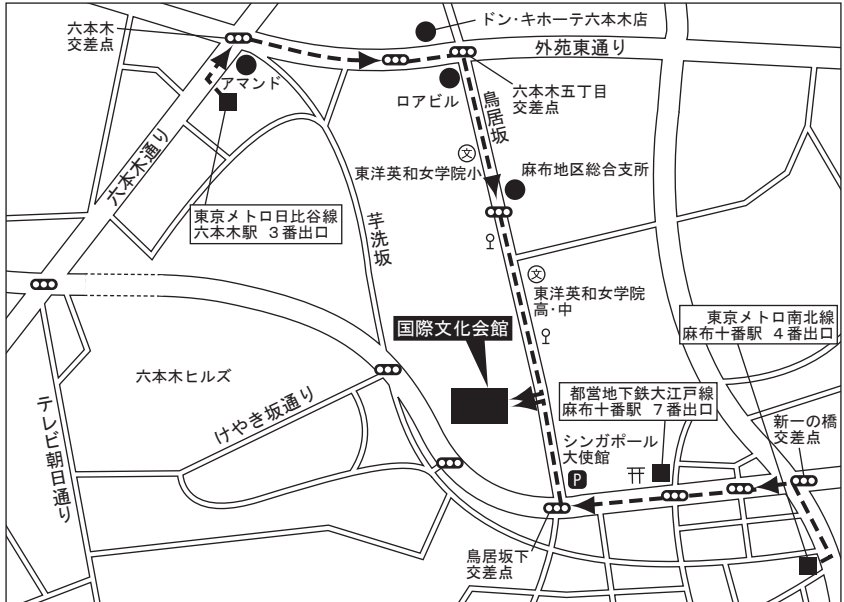 六本木
交差点
ドン・キホーテ六本木店
外苑東通り
アマンド
ロアビル
六本木五丁目
交差点
鳥居坂
六本木通り
文
東洋英和女学院小
麻布地区総合支所
東京メトロ日比谷線
六本木駅 3番出口
芋洗坂
文
東洋英和女学院
高・中
東京メトロ南北線
麻布十番駅 4番出口
国際文化会館
六本木ヒルズ
けやき坂通り
テレビ朝日通り
都営地下鉄大江戸線
麻布十番駅 7番出口
新一の橋
交差点
シンガポール
大使館
P
鳥居坂下
交差点